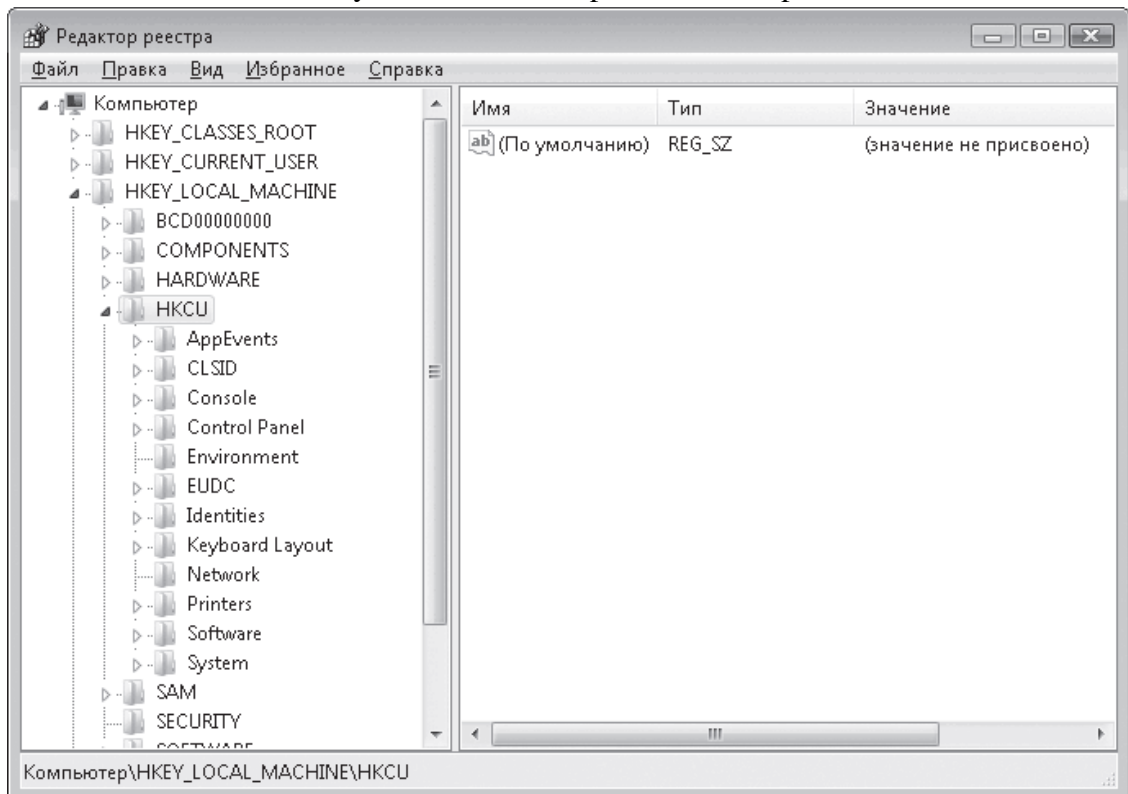 Редактор реестра
Файл Правка Вид Избранное Справка
Компьютер
HKEY_CLASSES_ROOT
HKEY_CURRENT_USER
HKEY_LOCAL_MACHINE
BCD00000000
COMPONENTS
HARDWARE
HKCU
AppEvents
CLSID
Console
Control Panel
Environment
EUDC
Identities
Keyboard Layout
Network
Printers
Software
System
SAM
SECURITY
Имя Тип Значение
ab (По умолчанию) REG_SZ (значение не присвоено)
Компьютер\HKEY_LOCAL_MACHINE\HKCU